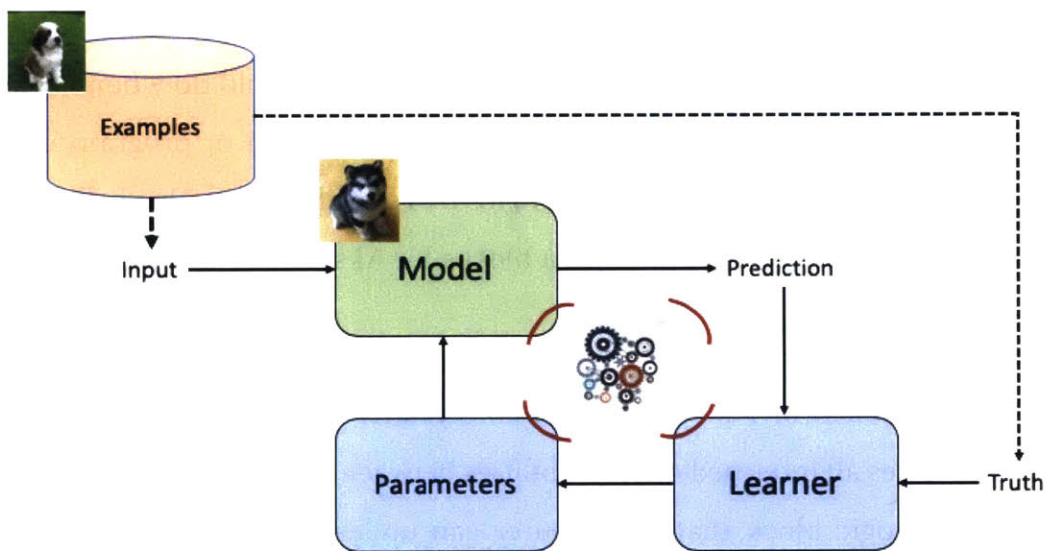 Examples
Input
Model
Prediction
Parameters
Learner
Truth